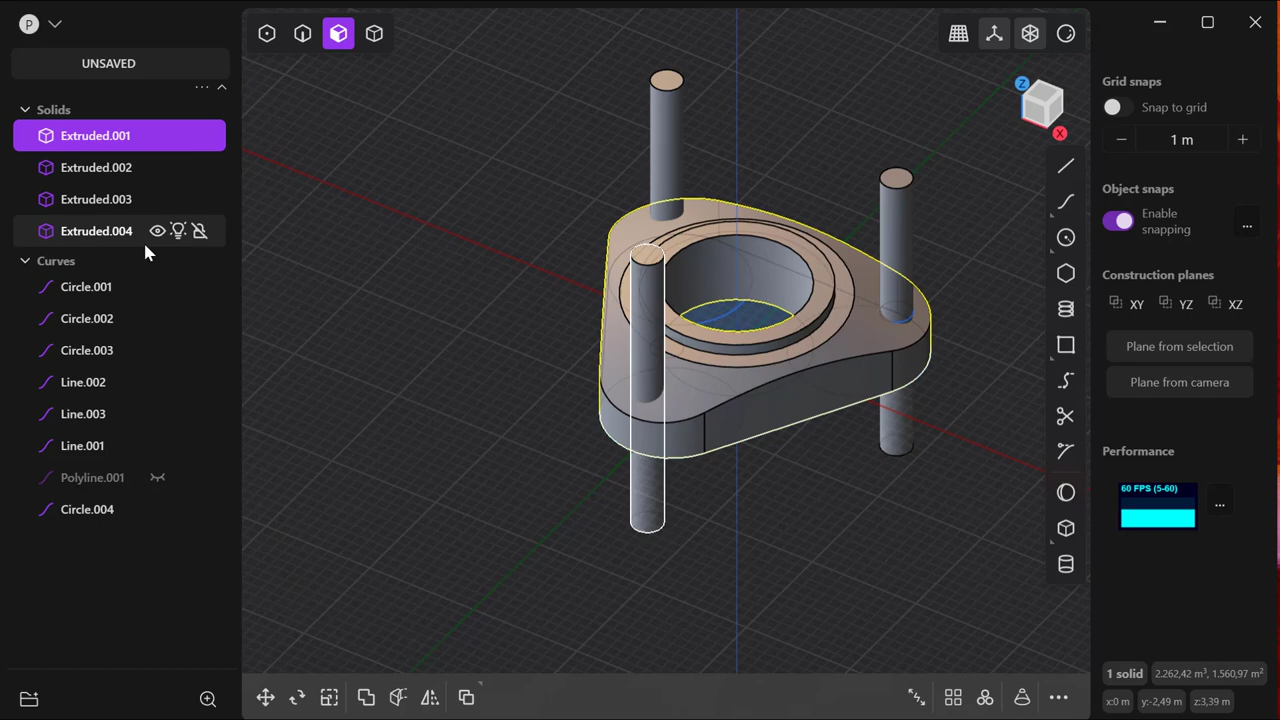 P
UNSAVED
Solids
Extruded.001
Extruded.002
Extruded.003
Extruded.004
Curves
Circle.001
Circle.002
Circle.003
Line.002
Line.003
Line.001
Polyline.001
Circle.004
Z
X
Grid snaps
Snap to grid
1 m
Object snaps
Enable
snapping
...
Construction planes
XY
YZ
XZ
Plane from selection
Plane from camera
Performance
60 FPS (5-60)
...
1 solid
2.262,42 m³, 1.560,97 m²
x:0 m
y:-2,49 m
z:3,39 m